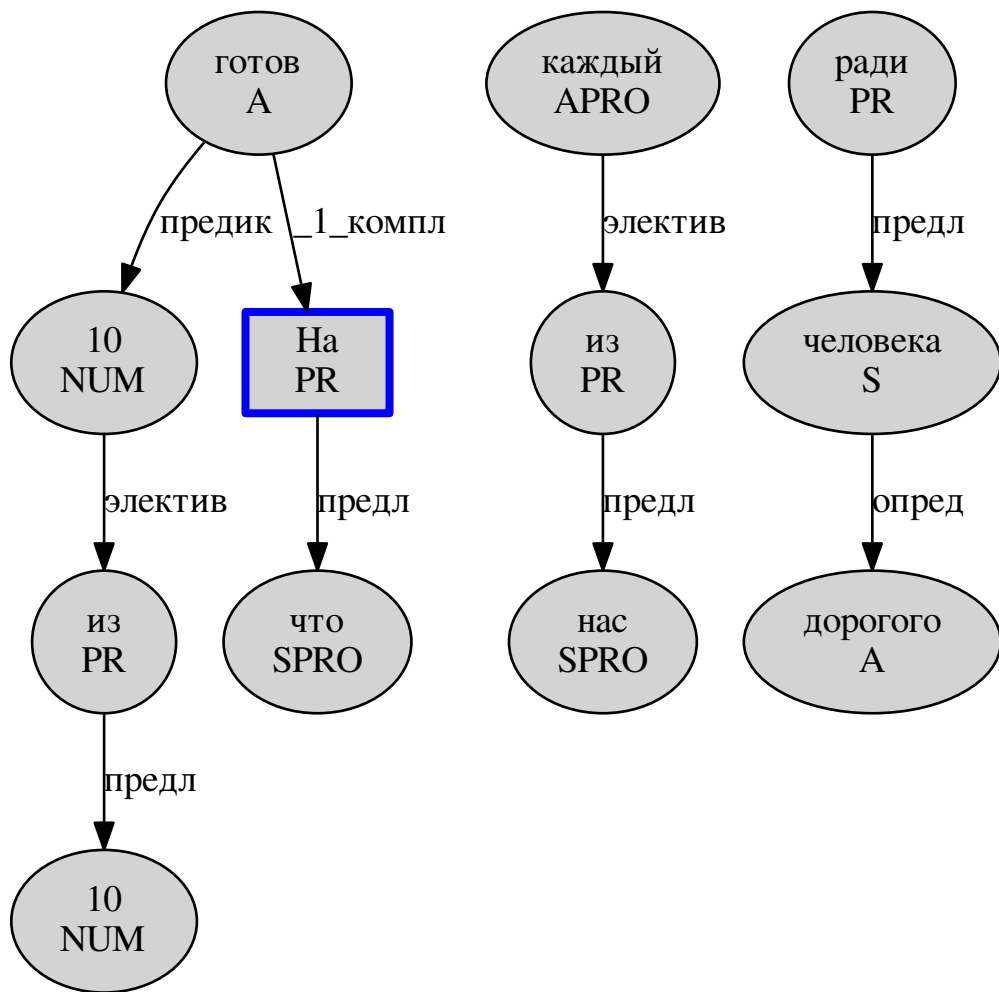 готов
A
каждый
APRO
ради
PR
предик
_1_компл
электив
предл
10
NUM
На
PR
из
PR
человека
S
электив
предл
предл
опред
из
PR
что
SPRO
нас
SPRO
дорогого
A
предл
10
NUM